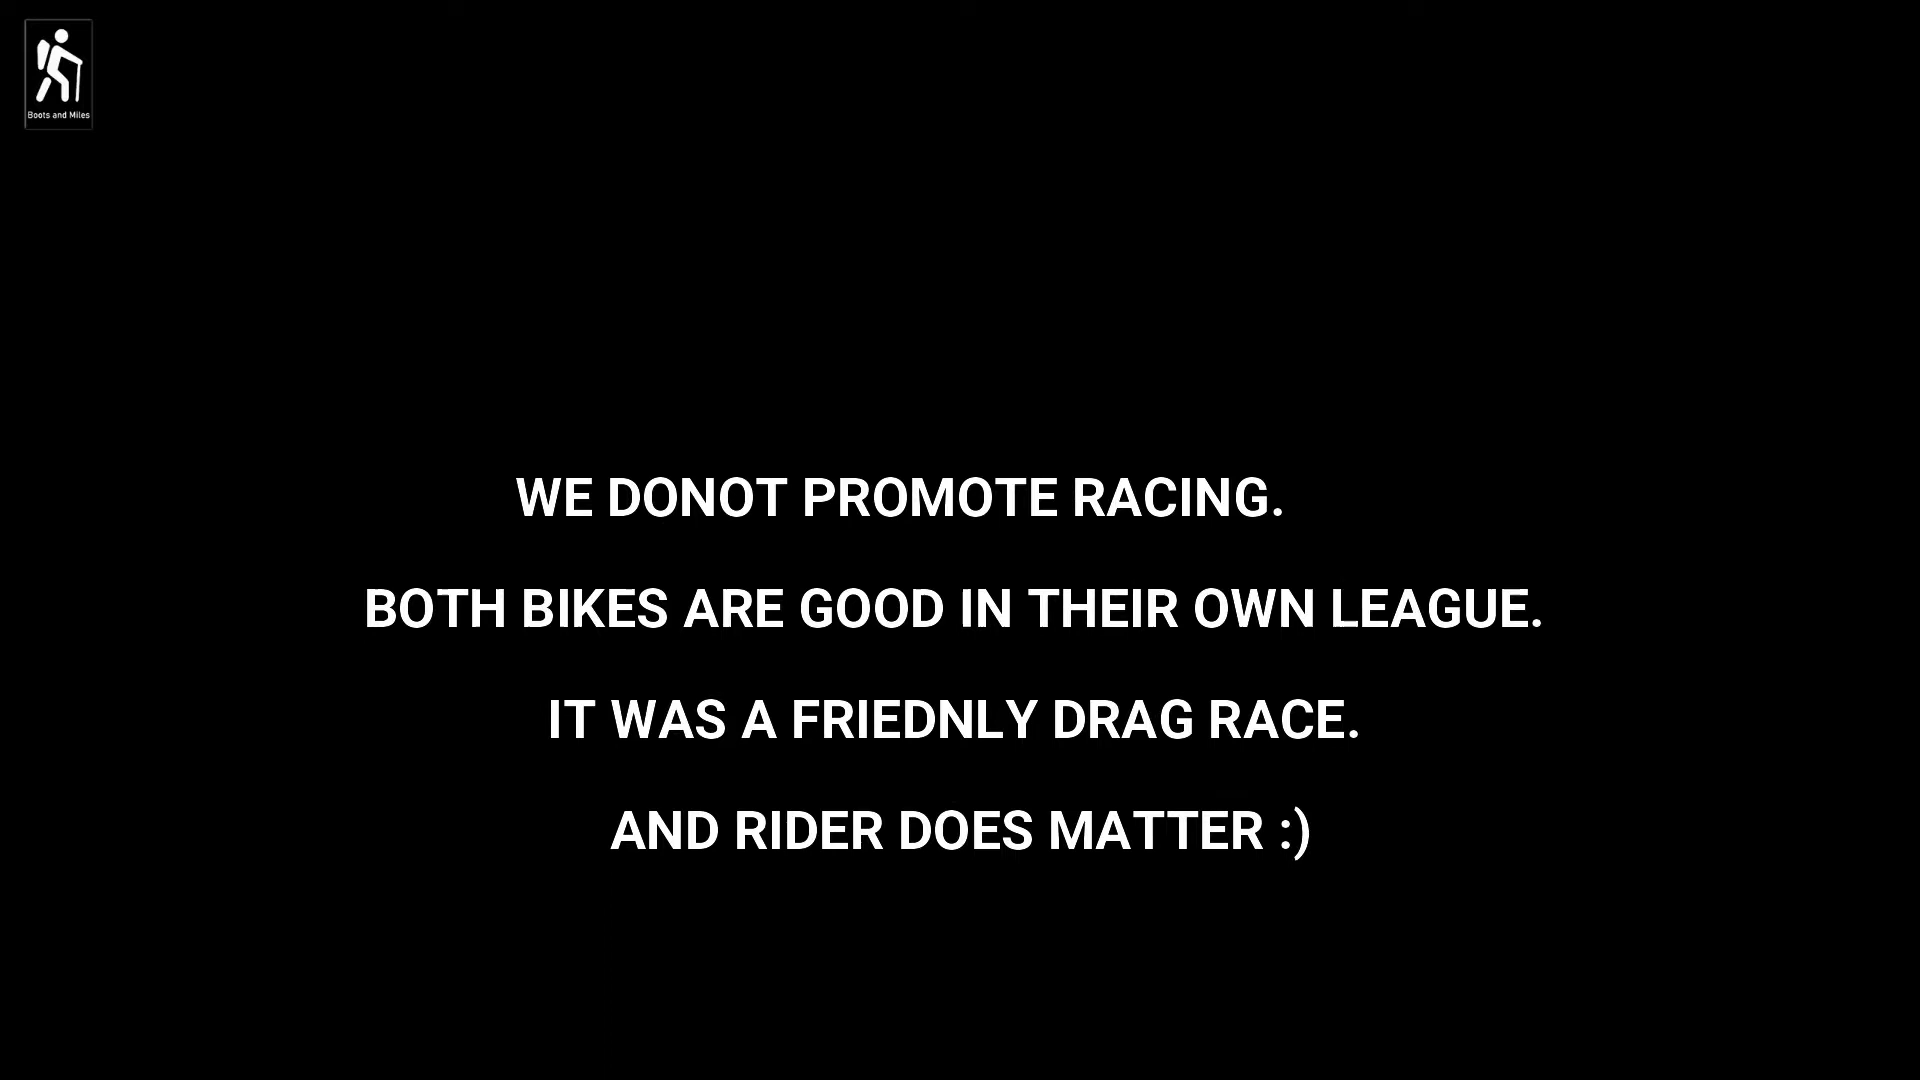 Boots and Miles
WE DONOT PROMOTE RACING.
BOTH BIKES ARE GOOD IN THEIR OWN LEAGUE.
IT WAS A FRIEDNLY DRAG RACE.
AND RIDER DOES MATTER :)